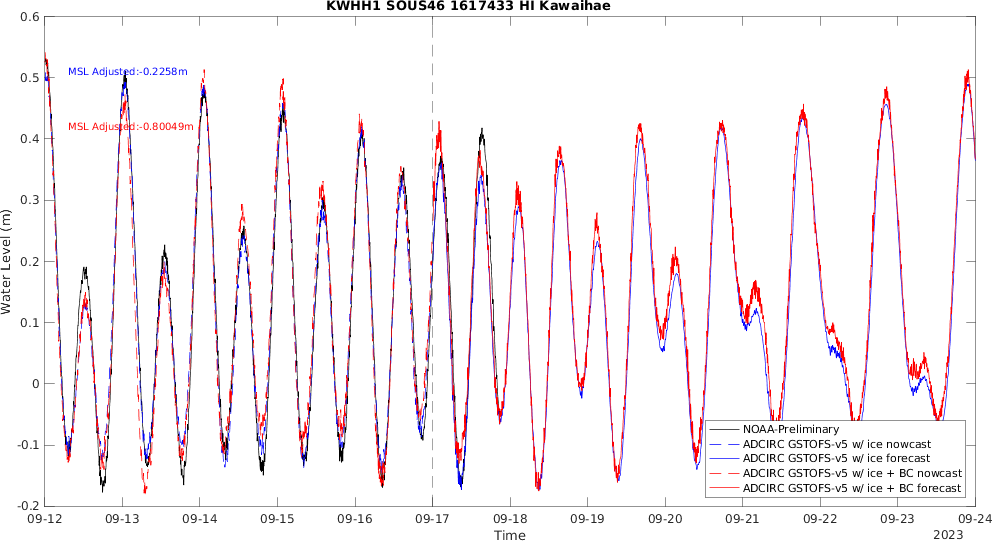 KWHH1 SOUS46 1617433 HI Kawaihae
0.6
0.5
0.4
0.3
0.2
0.1
0
-0.1
-0.2
Water Level (m)
MSL Adjusted:-0.2258m
MSL Adjusted:-0.80049m
NOAA-Preliminary
ADCIRC GSTOFS-v5 w/ ice nowcast
ADCIRC GSTOFS-v5 w/ ice forecast
ADCIRC GSTOFS-v5 w/ ice + BC nowcast
ADCIRC GSTOFS-v5 w/ ice + BC forecast
09-12 09-13 09-14 09-15 09-16 09-17 09-18 09-19 09-20 09-21 09-22 09-23 09-24
Time
2023